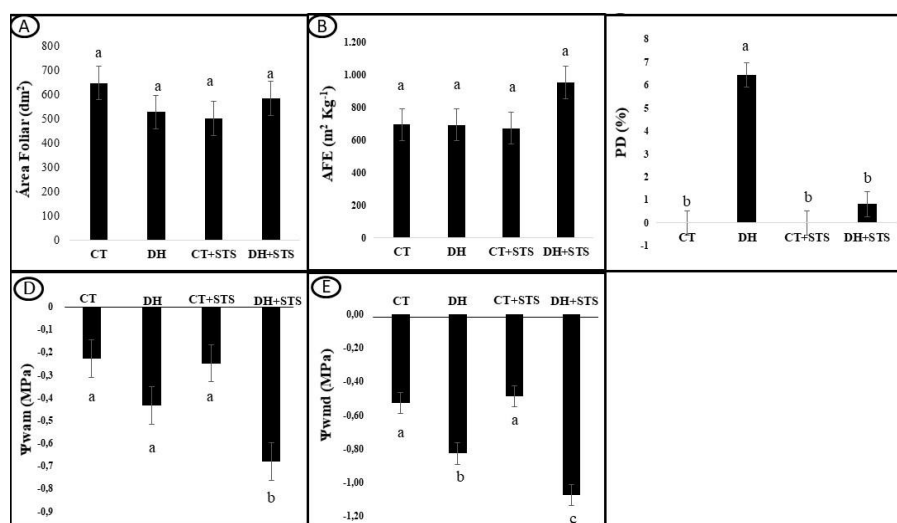 A
Área Foliar (dm²)
800
700
600
500
400
300
200
100
0
a
a
a
a
CT
DH
CT+STS
DH+STS
B
AFE (m² Kg⁻¹)
1.200
1.000
800
600
400
200
0
a
a
a
a
CT
DH
CT+STS
DH+STS
PD (%)
8
7
6
5
4
3
2
1
0
-1
b
a
b
b
CT
DH
CT+STS
DH+STS
D
Ψwam (MPa)
0
-0,1
-0,2
-0,3
-0,4
-0,5
-0,6
-0,7
-0,8
-0,9
CT
DH
CT+STS
DH+STS
a
a
a
b
E
Ψwmd (MPa)
0,00
-0,20
-0,40
-0,60
-0,80
-1,00
-1,20
CT
DH
CT+STS
DH+STS
a
b
a
c